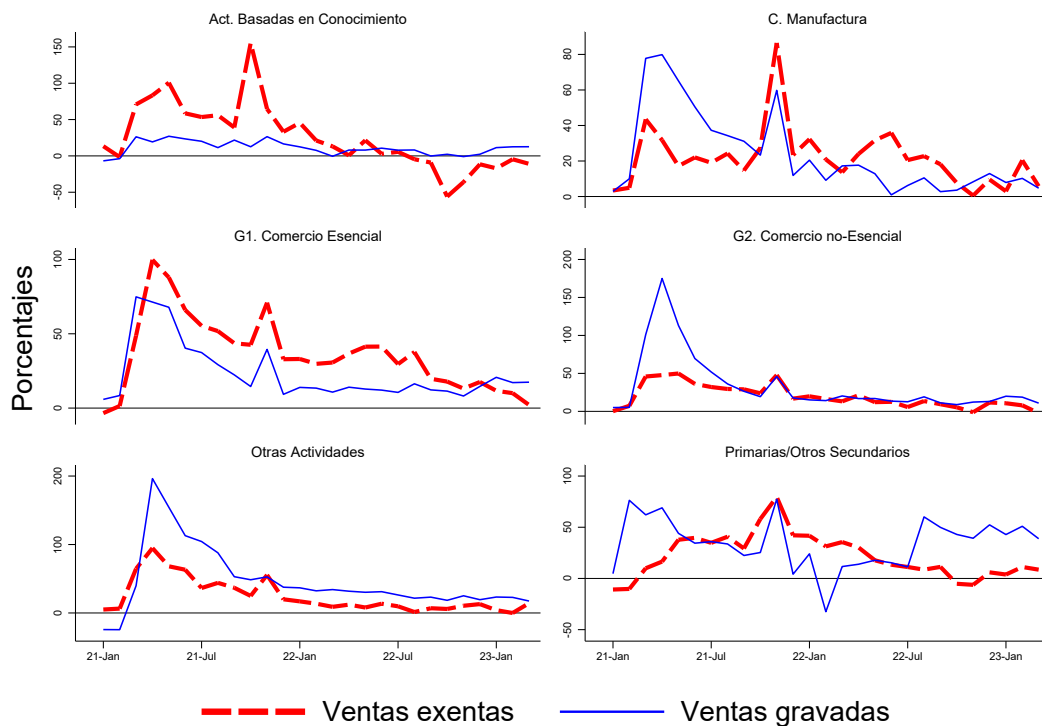 Porcentajes
Act. Basadas en Conocimiento
150
100
50
0
-50
C. Manufactura
80
60
40
20
0
G1. Comercio Esencial
100
50
0
G2. Comercio no-Esencial
200
150
100
50
0
Otras Actividades
200
100
0
21-Jan 21-Jul 22-Jan 22-Jul 23-Jan
Primarias/Otros Secundarios
100
50
0
50
21-Jan 21-Jul 22-Jan 22-Jul 23-Jan
Ventas exentas Ventas gravadas